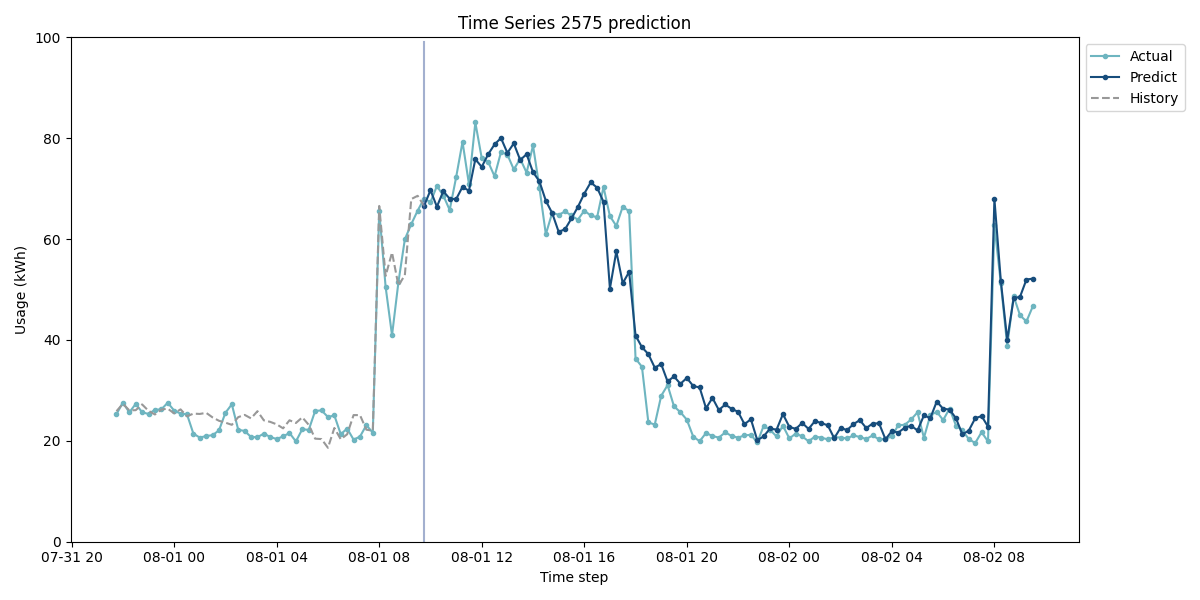 Time Series 2575 prediction
Usage (kWh)
100
80
60
40
20
0
07-31 20
08-01 00
08-01 04
08-01 08
08-01 12
08-01 16
08-01 20
08-02 00
08-02 04
08-02 08
Time step
Actual
Predict
History